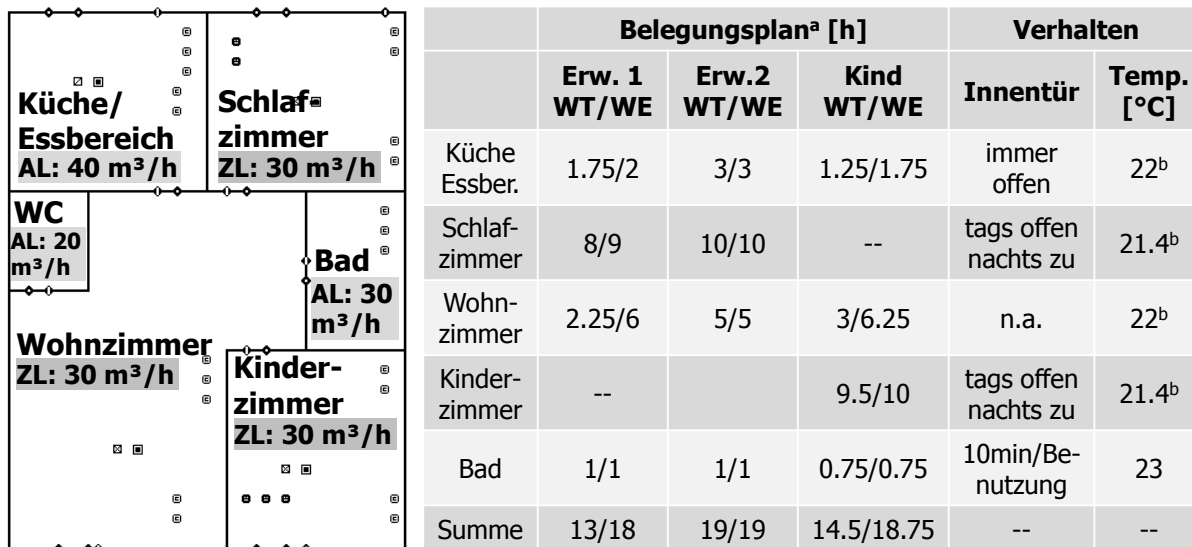 Küche/
Essbereich
AL: 40 m³/h
Schlaf-
zimmer
ZL: 30 m³/h
WC
AL: 20
m³/h
Bad
AL: 30
m³/h
Wohnzimmer
ZL: 30 m³/h
Kinder-
zimmer
ZL: 30 m³/h
Belegungsplanᵃ [h] Verhalten
Erw. 1 Erw.2 Kind Innentür Temp.
WT/WE WT/WE WT/WE [°C]
Küche immer
Essber. 1.75/2 3/3 1.25/1.75 offen 22ᵇ
Schlaf- tags offen
zimmer 8/9 10/10 -- nachts zu 21.4ᵇ
Wohn-
zimmer 2.25/6 5/5 3/6.25 n.a. 22ᵇ
Kinder- tags offen
zimmer -- 9.5/10 nachts zu 21.4ᵇ
Bad 1/1 1/1 0.75/0.75 10min/Be- 23
nutzung
Summe 13/18 19/19 14.5/18.75 -- --